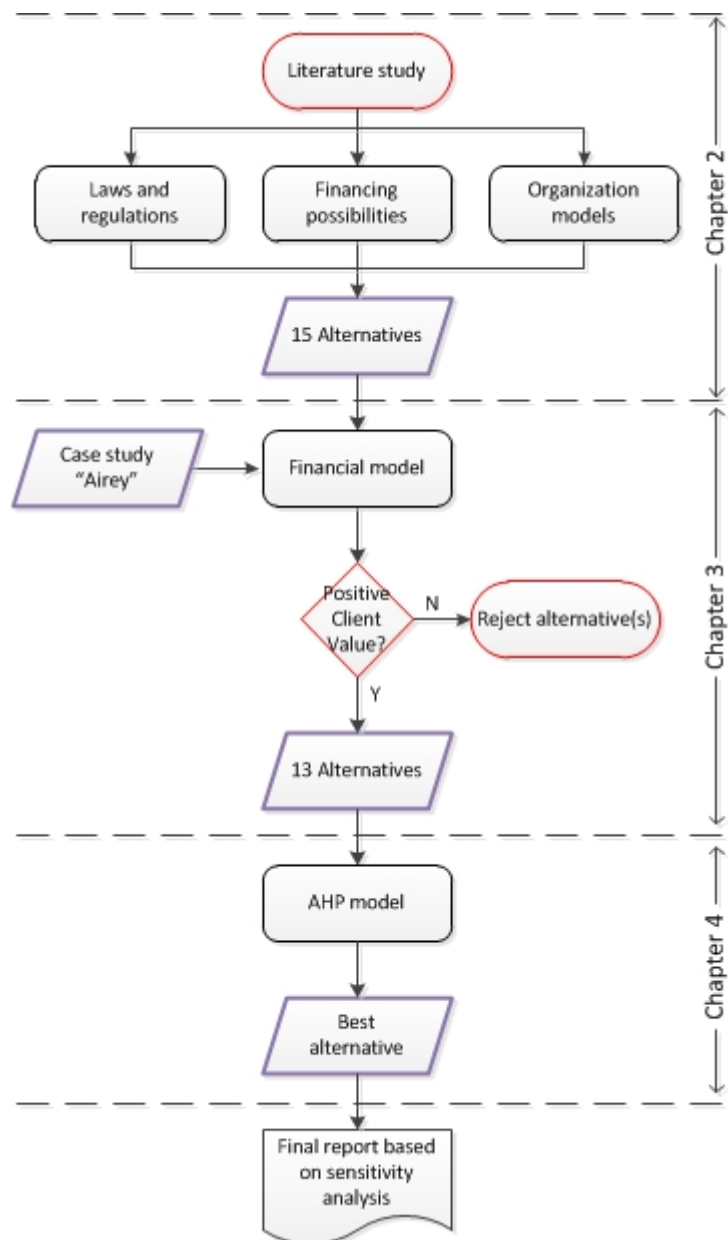 Literature study
Laws and
regulations
Financing
possibilities
Organization
models
15 Alternatives
Chapter 2
Case study
"Airey"
Financial model
Positive
Client
Value?
N
Reject alternative(s)
Y
13 Alternatives
Chapter 3
AHP model
Best
alternative
Chapter 4
Final report based
on sensitivity
analysis